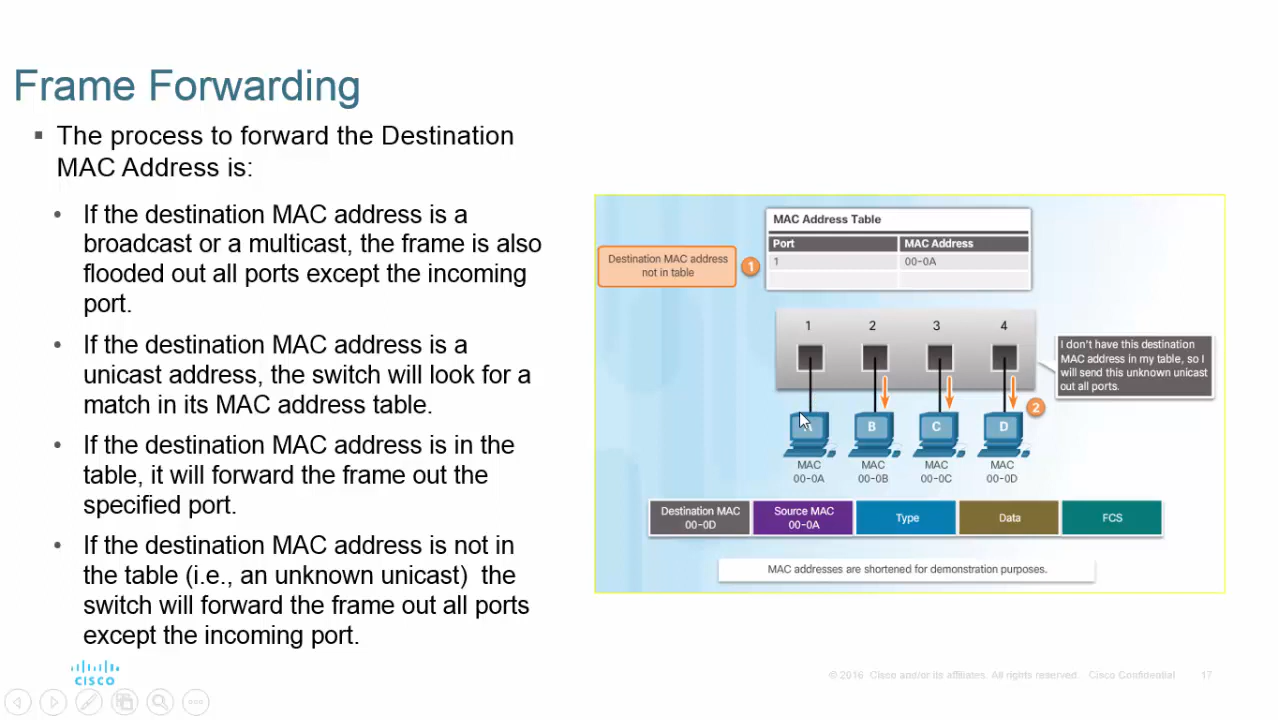 Frame Forwarding
▪ The process to forward the Destination
MAC Address is:
• If the destination MAC address is a
broadcast or a multicast, the frame is also
flooded out all ports except the incoming
port.
• If the destination MAC address is a
unicast address, the switch will look for a
match in its MAC address table.
• If the destination MAC address is in the
table, it will forward the frame out the
specified port.
• If the destination MAC address is not in
the table (i.e., an unknown unicast) the
switch will forward the frame out all ports
except the incoming port.
MAC Address Table
Port MAC Address
1 00-0A
Destination MAC address
not in table
1
1 2 3 4
I don't have this destination
MAC address in my table, so I
will send this unknown unicast
out all ports.
2
B C D
MAC MAC MAC MAC
00-0A 00-0B 00-0C 00-0D
Destination MAC Source MAC Type Data FCS
00-0D 00-0A
MAC addresses are shortened for demonstration purposes.
CISCO
© 2016 Cisco and/or its affiliates. All rights reserved. Cisco Confidential 17